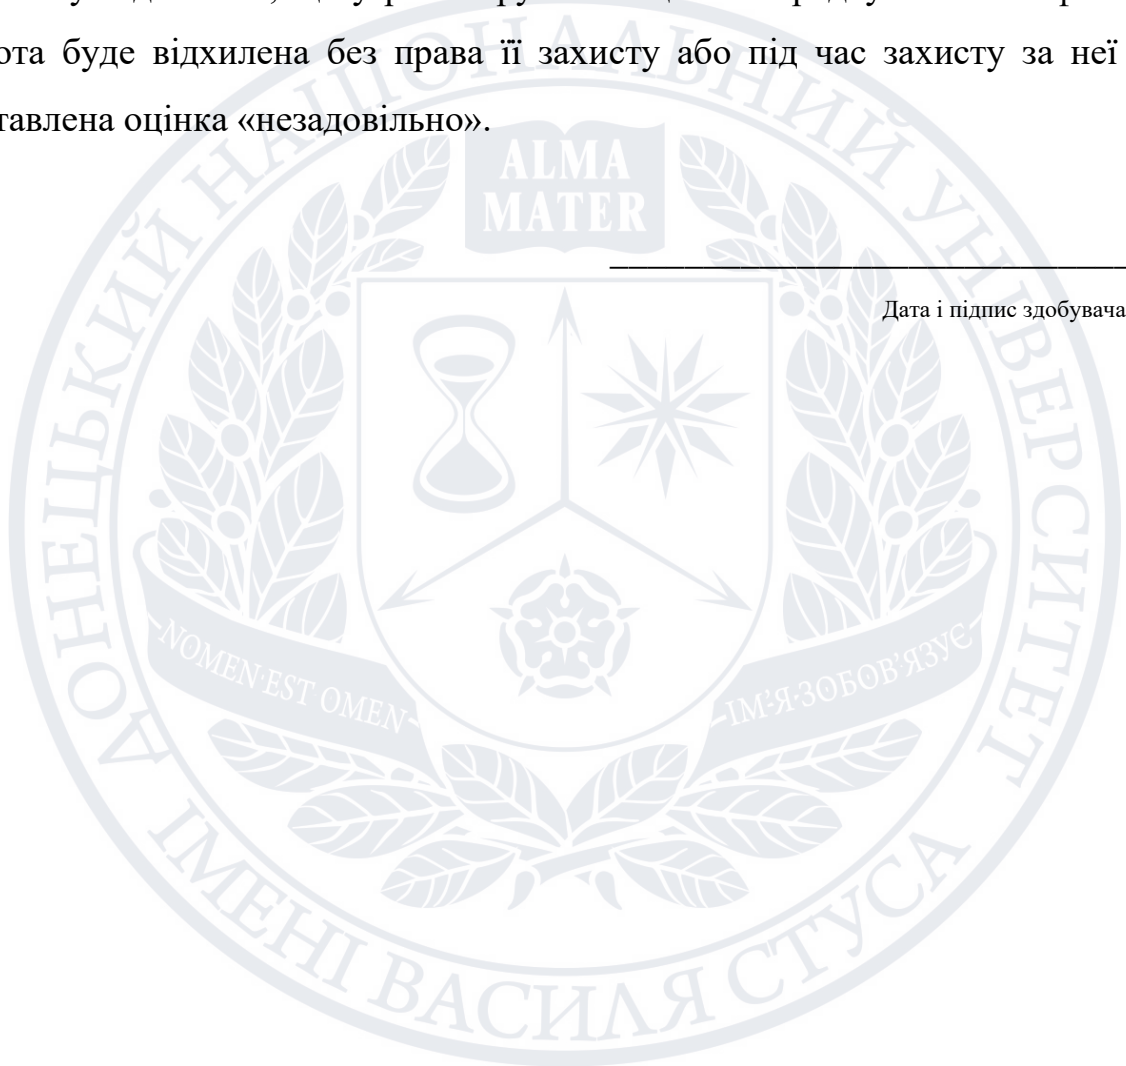 ота буде відхилена без права її захисту або під час захисту за неї
тавлена оцінка «незадовільно».
ALMA
MATER
Дата і підпис здобувача
ДОНЕЦЬКИЙ НАЦІОНАЛЬНИЙ УНІВЕРСИТЕТ
NOMEN·EST OMEN
ІМ'Я·ЗОБОВ'ЯЗУЄ
ІМЕНІ ВАСИЛЯ СТУСА